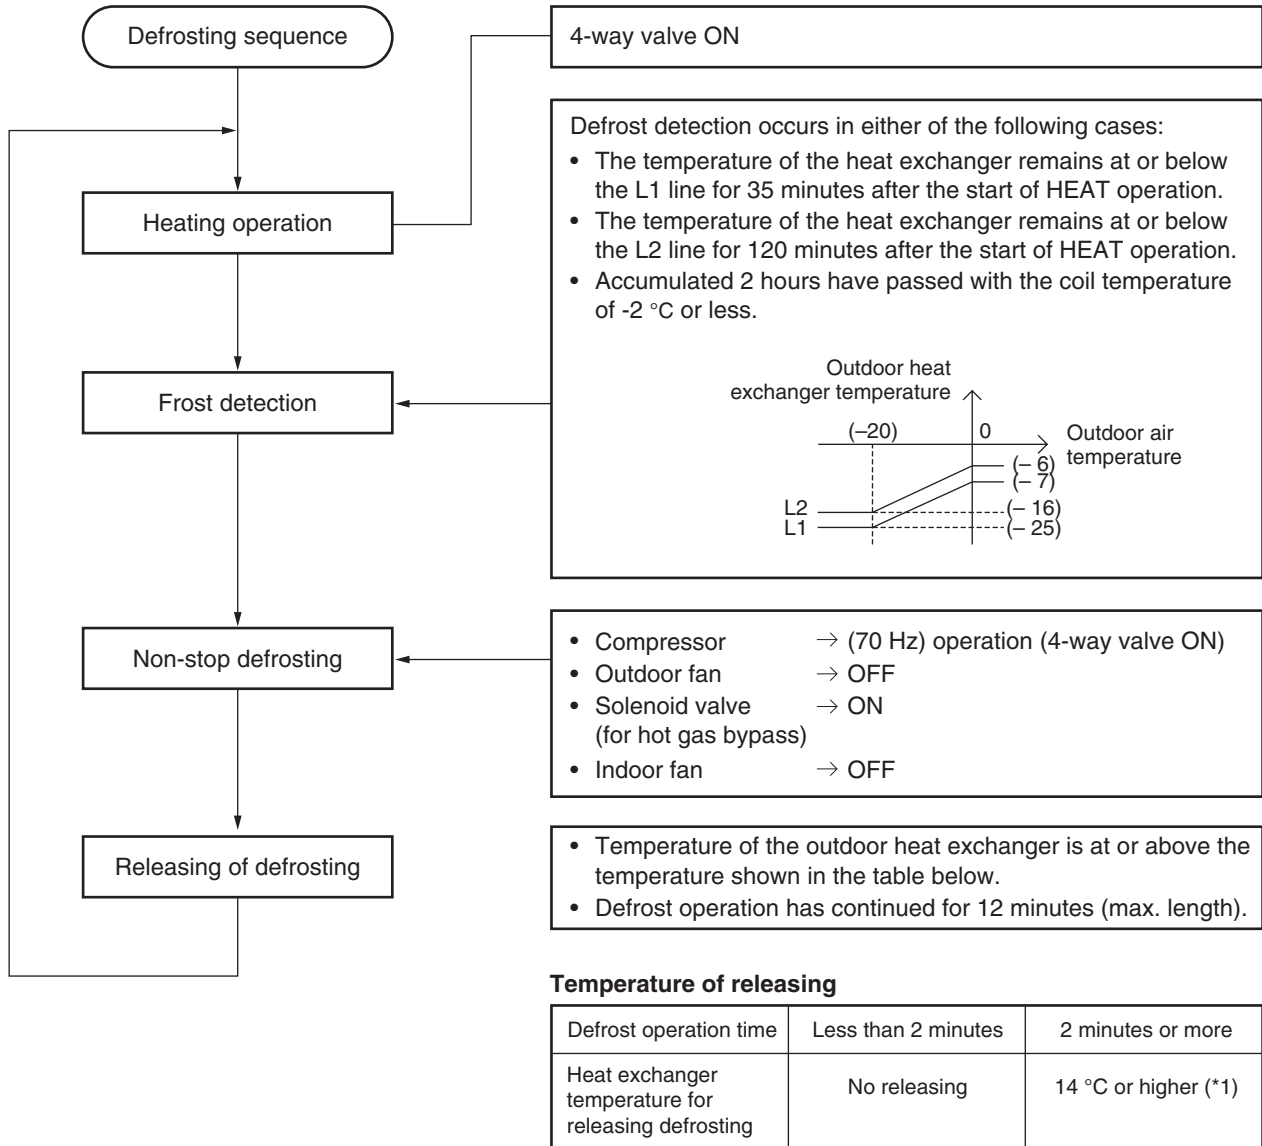 Defrosting sequence
4-way valve ON
Heating operation
Defrost detection occurs in either of the following cases:
• The temperature of the heat exchanger remains at or below
the L1 line for 35 minutes after the start of HEAT operation.
• The temperature of the heat exchanger remains at or below
the L2 line for 120 minutes after the start of HEAT operation.
• Accumulated 2 hours have passed with the coil temperature
of -2 °C or less.
Outdoor heat
exchanger temperature
(–20) 0
Outdoor air
temperature
(– 6)
(– 7)
L2 (– 16)
L1 (– 25)
Frost detection
Non-stop defrosting
• Compressor → (70 Hz) operation (4-way valve ON)
• Outdoor fan → OFF
• Solenoid valve → ON
(for hot gas bypass)
• Indoor fan → OFF
Releasing of defrosting
• Temperature of the outdoor heat exchanger is at or above the
temperature shown in the table below.
• Defrost operation has continued for 12 minutes (max. length).
Temperature of releasing
Defrost operation time Less than 2 minutes 2 minutes or more
Heat exchanger
temperature for
releasing defrosting
No releasing 14 °C or higher (*1)